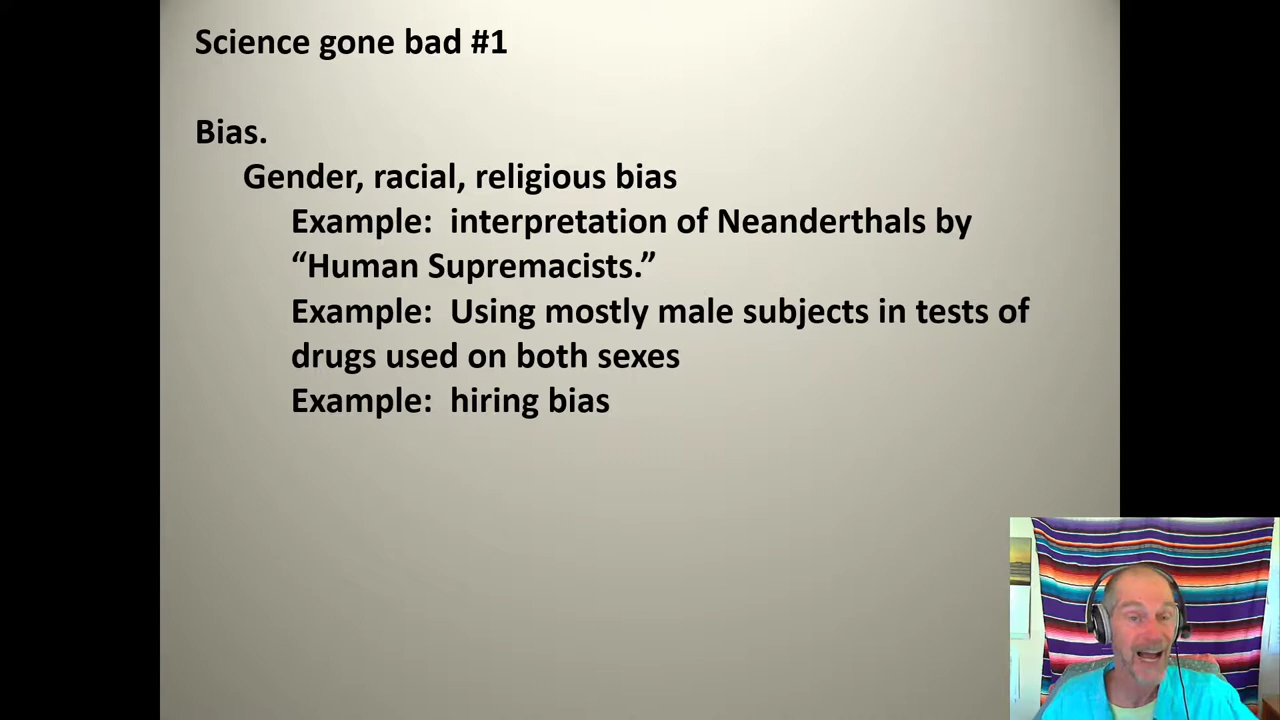 Science gone bad #1
Bias.
Gender, racial, religious bias
Example:  interpretation of Neanderthals by
“Human Supremacists.”
Example:  Using mostly male subjects in tests of
drugs used on both sexes
Example:  hiring bias